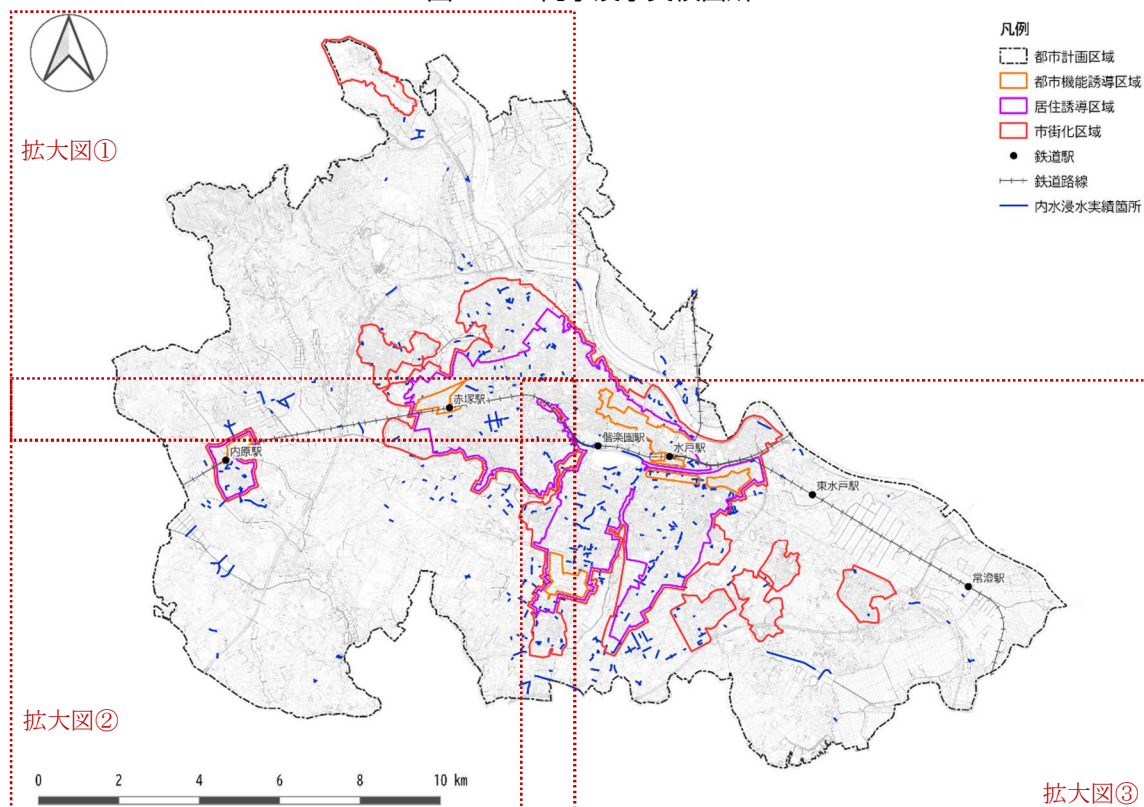 凡例
都市計画区域
都市機能誘導区域
居住誘導区域
市街化区域
鉄道駅
鉄道路線
内水浸水実績箇所
拡大図①
赤塚駅
偕楽園駅
水戸駅
内原駅
東水戸駅
常澄駅
拡大図②
拡大図③
0 2 4 6 8 10 km